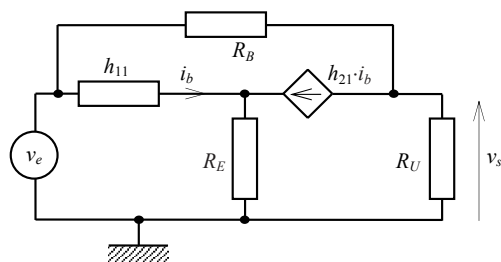 R_B
h_11
i_b
h_21·i_b
v_e
R_E
R_U
v_s